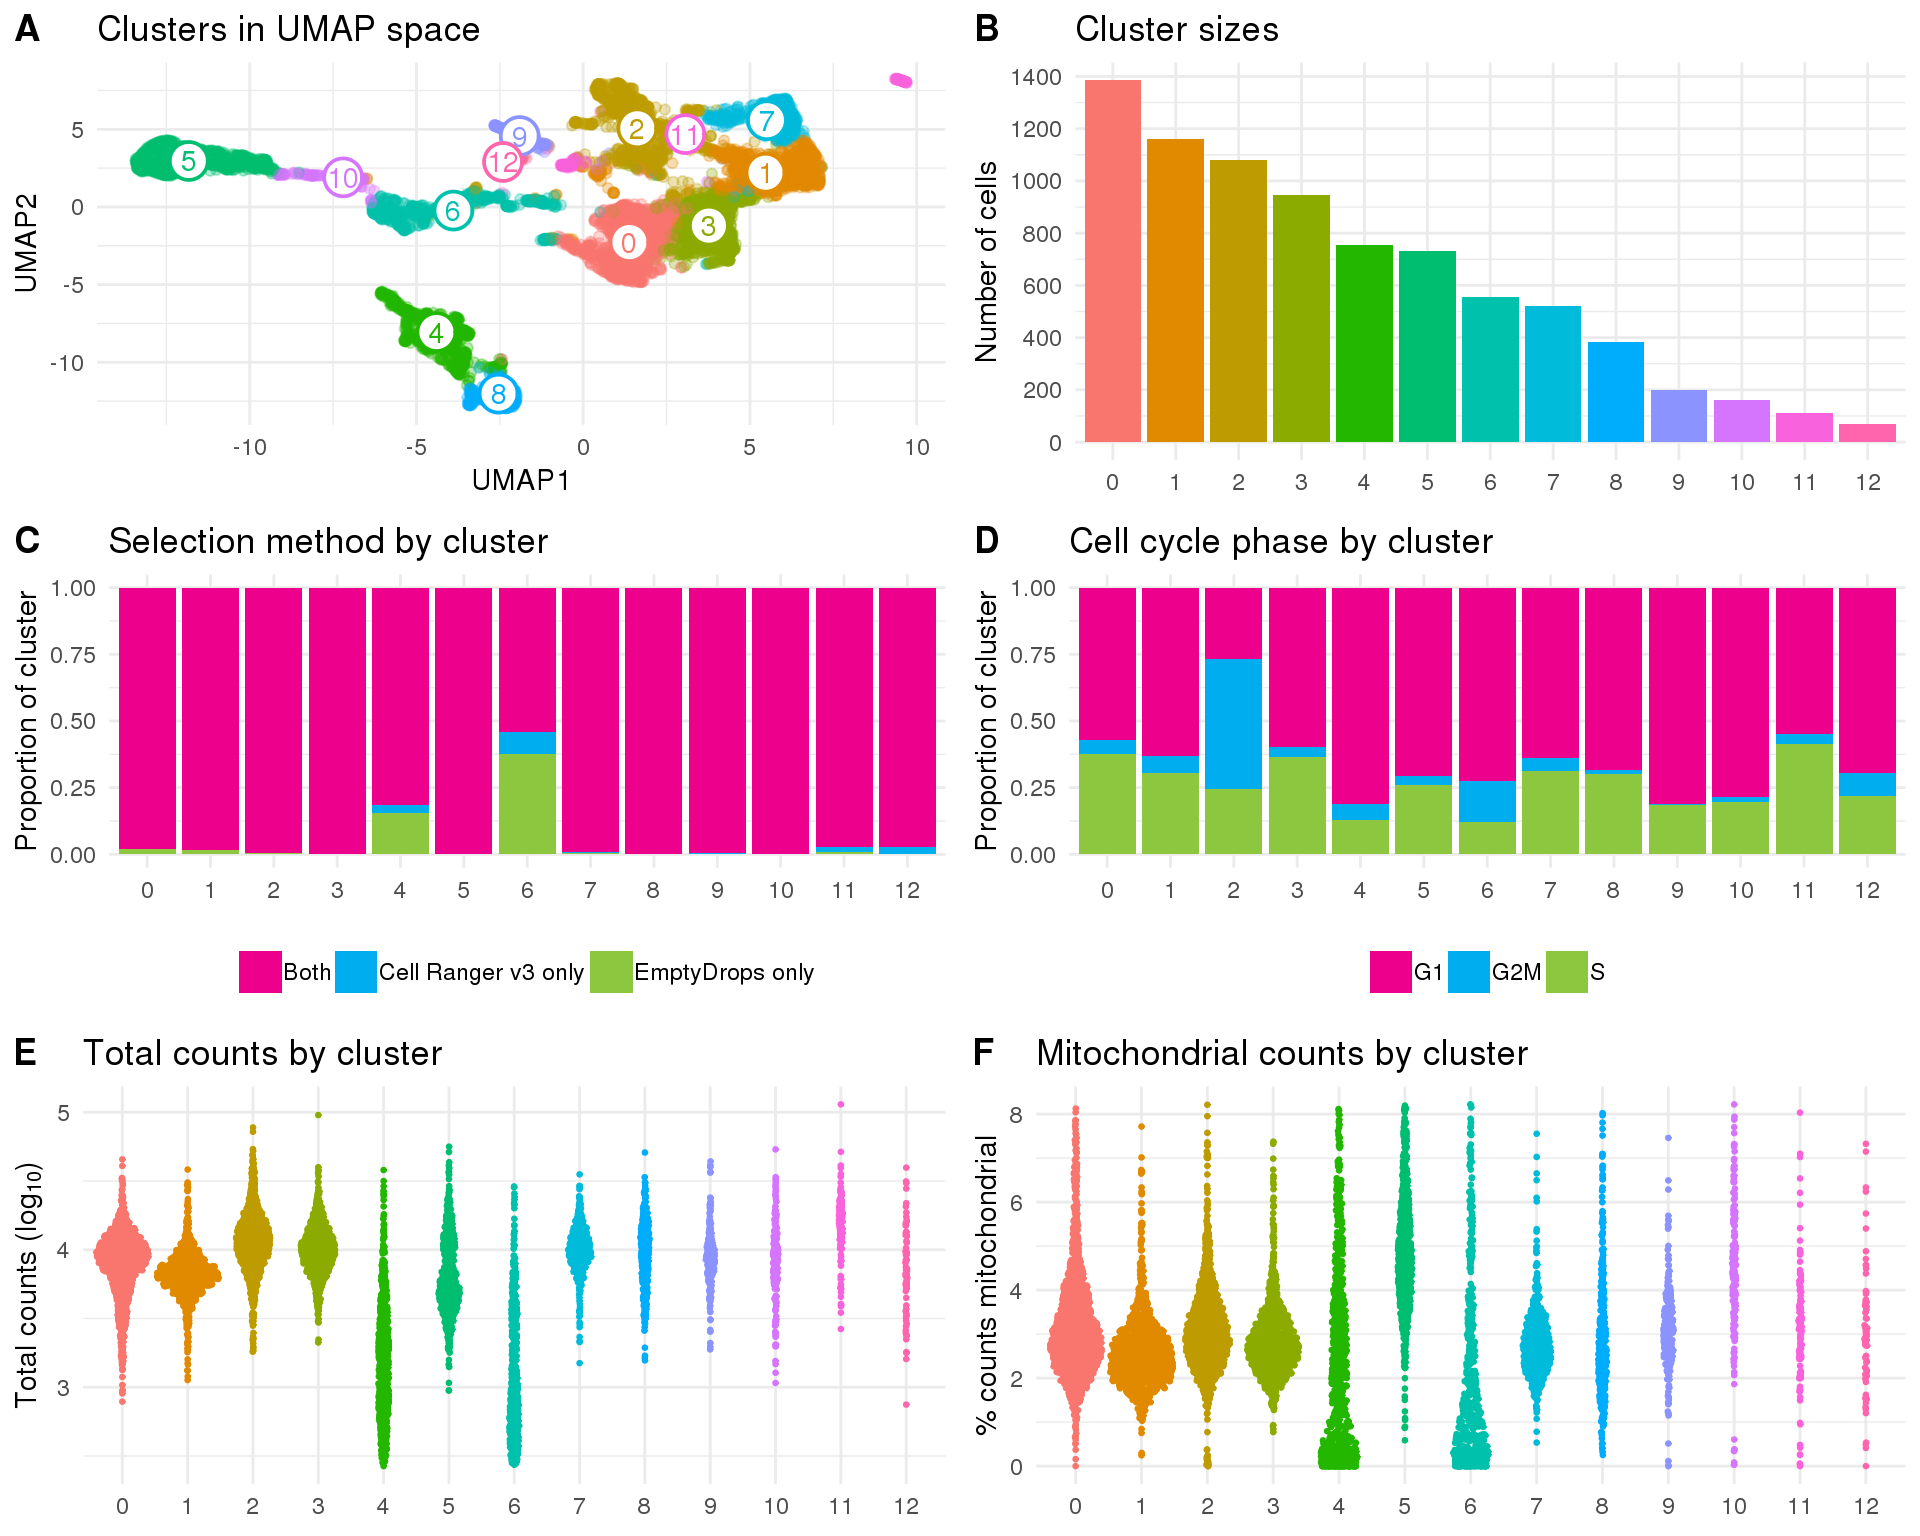 A Clusters in UMAP space
UMAP2
5
0
-5
-10
0
1
2
3
4
5
6
7
8
9
10
11
12
-10 -5 0 5 10
UMAP1
B Cluster sizes
Number of cells
1400
1200
1000
800
600
400
200
0
0 1 2 3 4 5 6 7 8 9 10 11 12
C Selection method by cluster
Proportion of cluster
1.00
0.75
0.50
0.25
0.00
0 1 2 3 4 5 6 7 8 9 10 11 12
Both Cell Ranger v3 only EmptyDrops only
D Cell cycle phase by cluster
Proportion of cluster
1.00
0.75
0.50
0.25
0.00
0 1 2 3 4 5 6 7 8 9 10 11 12
G1 G2M S
E Total counts by cluster
Total counts (log10)
5
4
3
0 1 2 3 4 5 6 7 8 9 10 11 12
F Mitochondrial counts by cluster
% counts mitochondrial
8
6
4
2
0
0 1 2 3 4 5 6 7 8 9 10 11 12